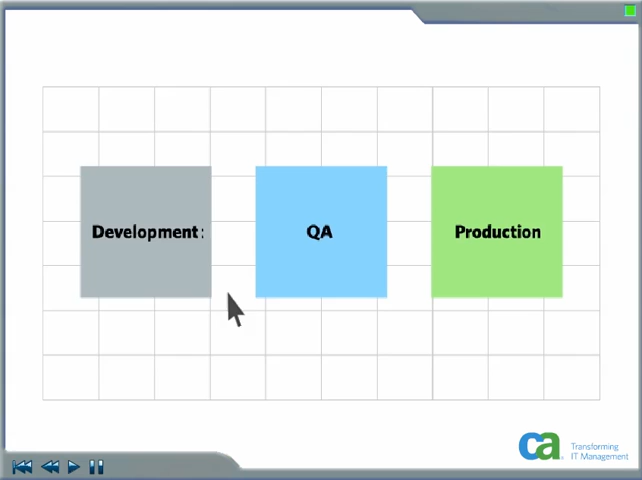 Development:
QA
Production
ca
Transforming
IT Management